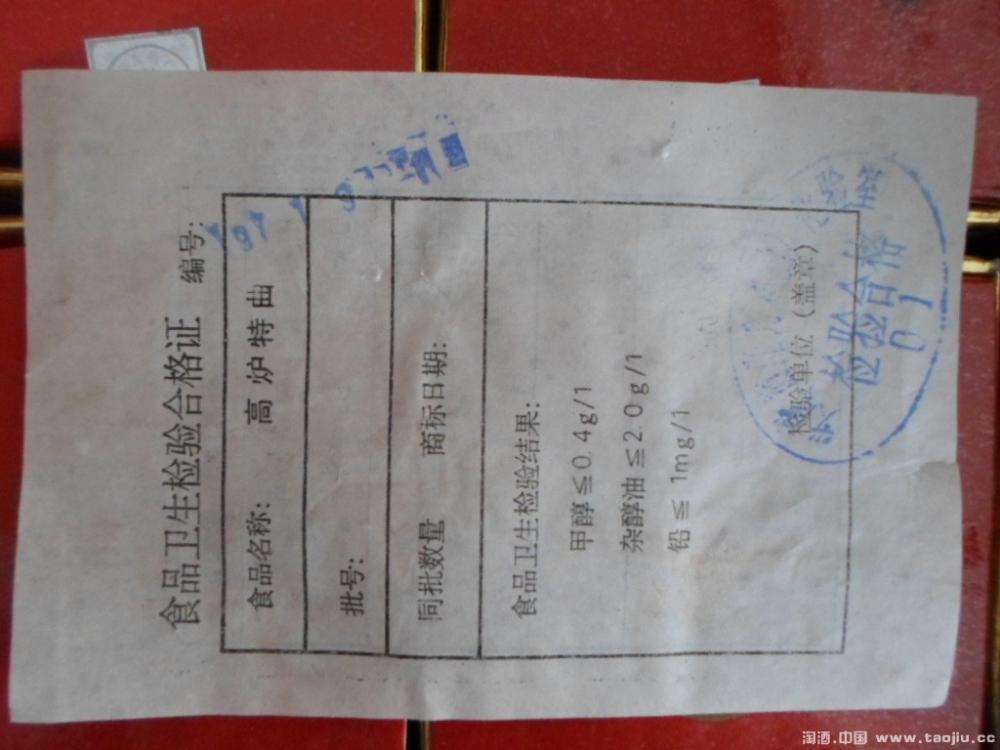 食品卫生检验合格证 编号:
食品名称: 高炉特曲
批号:
同批数量 商标日期:
食品卫生检验结果:
甲醇≦0.4g/1
杂醇油≦2.0g/1
铅≦1mg/1
检验单位（盖章）
检验合格
01
淘酒.中国 www.taojiu.cc